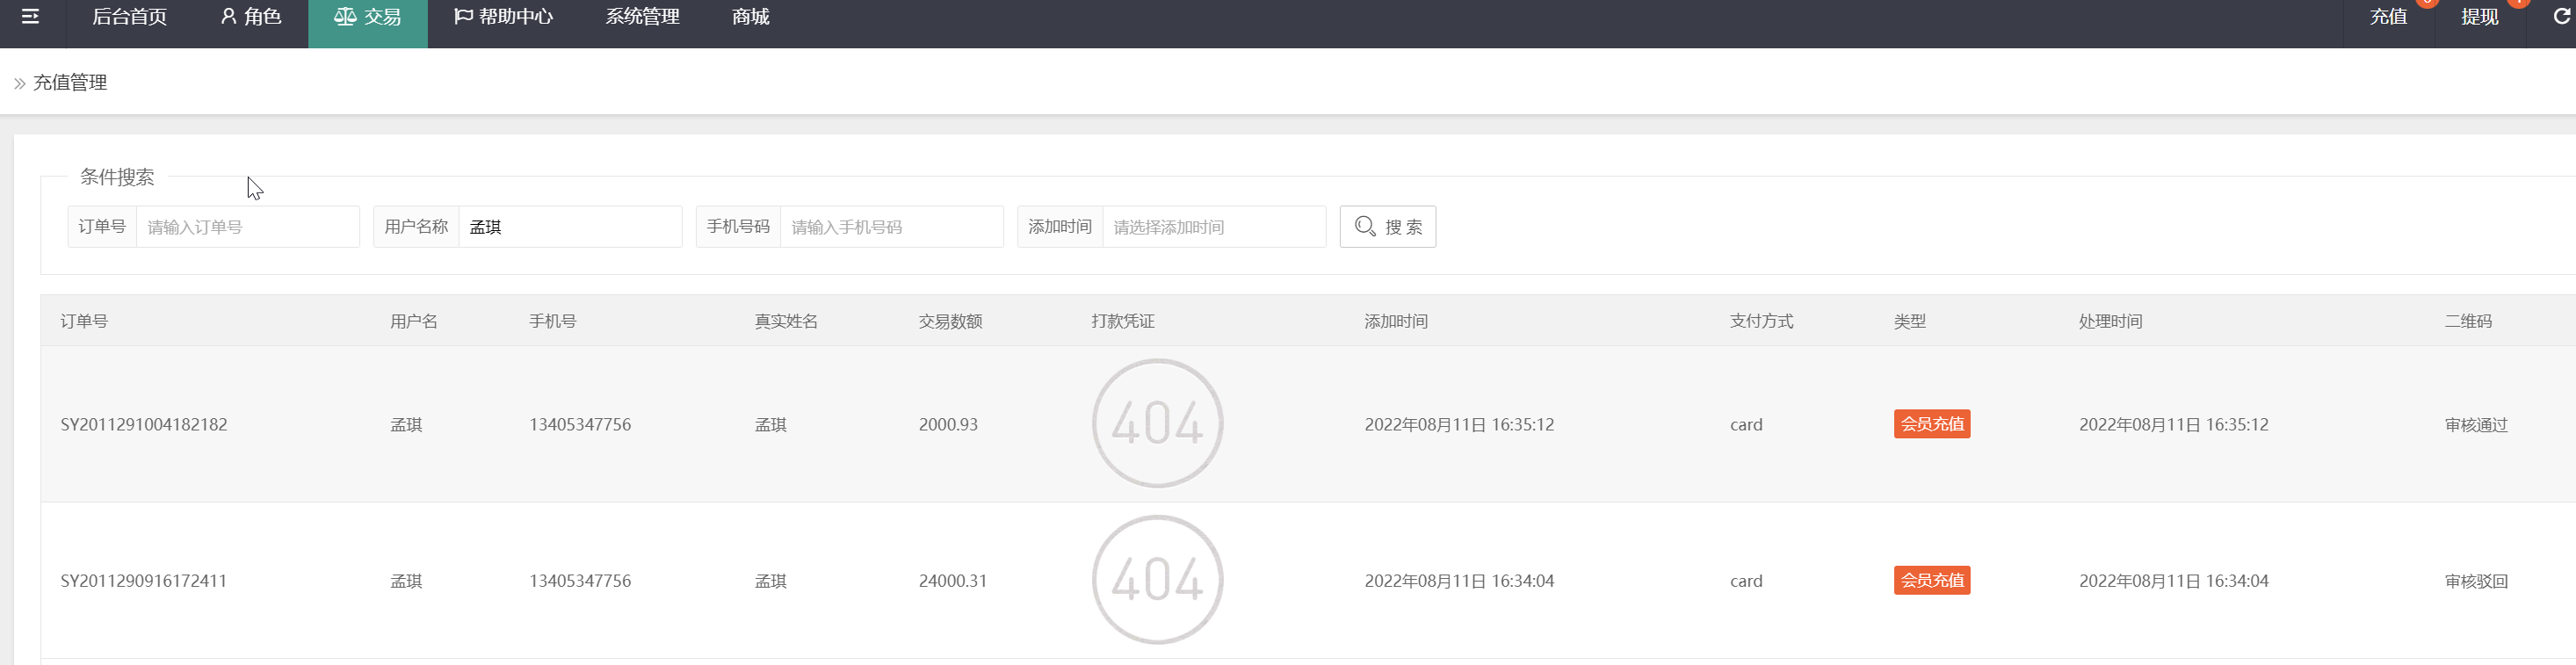 后台首页 角色 交易 帮助中心 系统管理 商城 充值 提现
充值管理
条件搜索
订单号 请输入订单号 用户名称 孟琪 手机号码 请输入手机号码 添加时间 请选择添加时间 搜 索
订单号 用户名 手机号 真实姓名 交易数额 打款凭证 添加时间 支付方式 类型 处理时间 二维码
SY2011291004182182 孟琪 13405347756 孟琪 2000.93 404 2022年08月11日 16:35:12 card 会员充值 2022年08月11日 16:35:12 审核通过
SY2011290916172411 孟琪 13405347756 孟琪 24000.31 404 2022年08月11日 16:34:04 card 会员充值 2022年08月11日 16:34:04 审核驳回